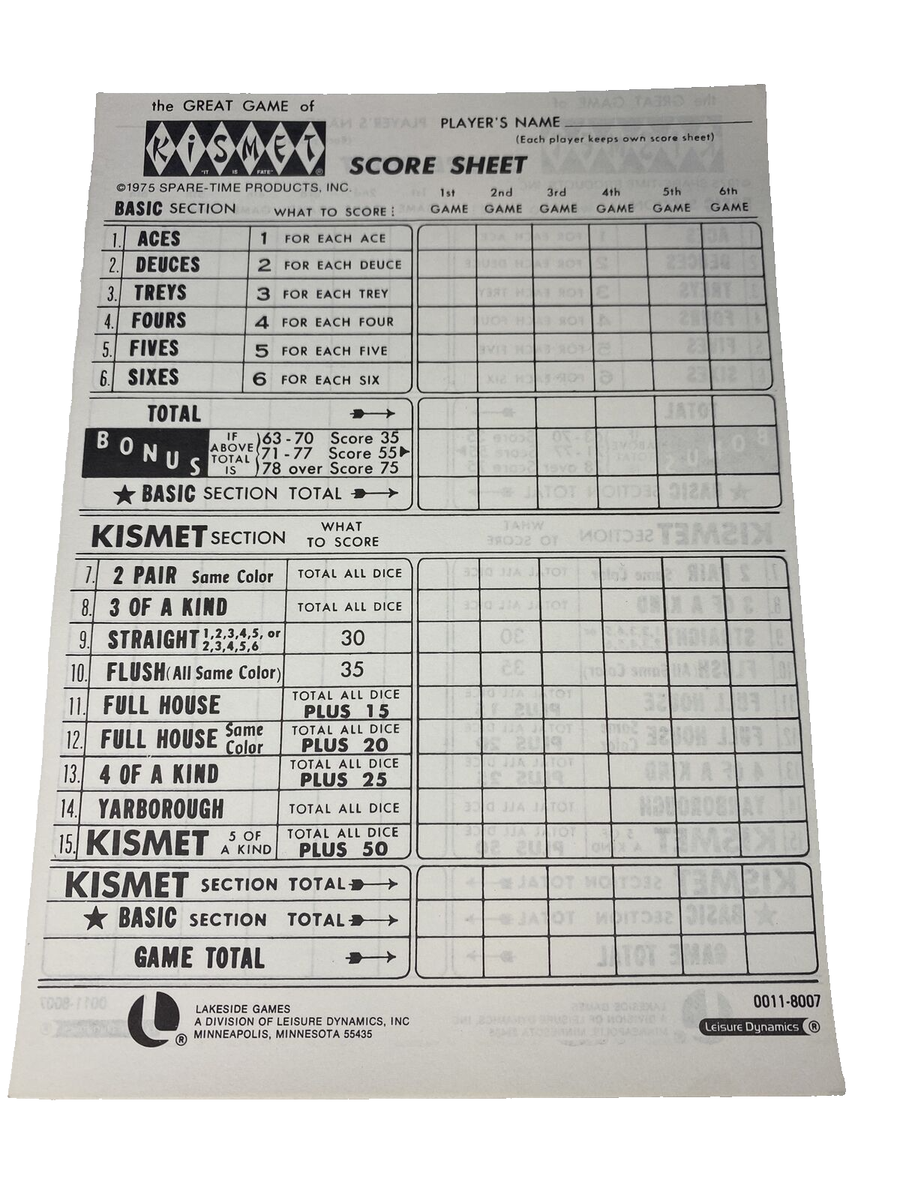 the GREAT GAME of
KiSMET
"IT IS FATE" ®
PLAYER'S NAME
(Each player keeps own score sheet)
SCORE SHEET
©1975 SPARE-TIME PRODUCTS, INC.
BASIC SECTION WHAT TO SCORE: 1st GAME 2nd GAME 3rd GAME 4th GAME 5th GAME 6th GAME
1. ACES 1 FOR EACH ACE
2. DEUCES 2 FOR EACH DEUCE
3. TREYS 3 FOR EACH TREY
4. FOURS 4 FOR EACH FOUR
5. FIVES 5 FOR EACH FIVE
6. SIXES 6 FOR EACH SIX
TOTAL
BONUS IF ABOVE TOTAL IS
63-70 Score 35
71-77 Score 55
78 over Score 75
★ BASIC SECTION TOTAL
KISMET SECTION WHAT TO SCORE
7. 2 PAIR Same Color TOTAL ALL DICE
8. 3 OF A KIND TOTAL ALL DICE
9. STRAIGHT 1,2,3,4,5, or 2,3,4,5,6 30
10. FLUSH (All Same Color) 35
11. FULL HOUSE TOTAL ALL DICE PLUS 15
12. FULL HOUSE Same Color TOTAL ALL DICE PLUS 20
13. 4 OF A KIND TOTAL ALL DICE PLUS 25
14. YARBOROUGH TOTAL ALL DICE
15. KISMET 5 OF A KIND TOTAL ALL DICE PLUS 50
KISMET SECTION TOTAL
★ BASIC SECTION TOTAL
GAME TOTAL
L ®
LAKESIDE GAMES
A DIVISION OF LEISURE DYNAMICS, INC
MINNEAPOLIS, MINNESOTA 55435
0011-8007
Leisure Dynamics ®